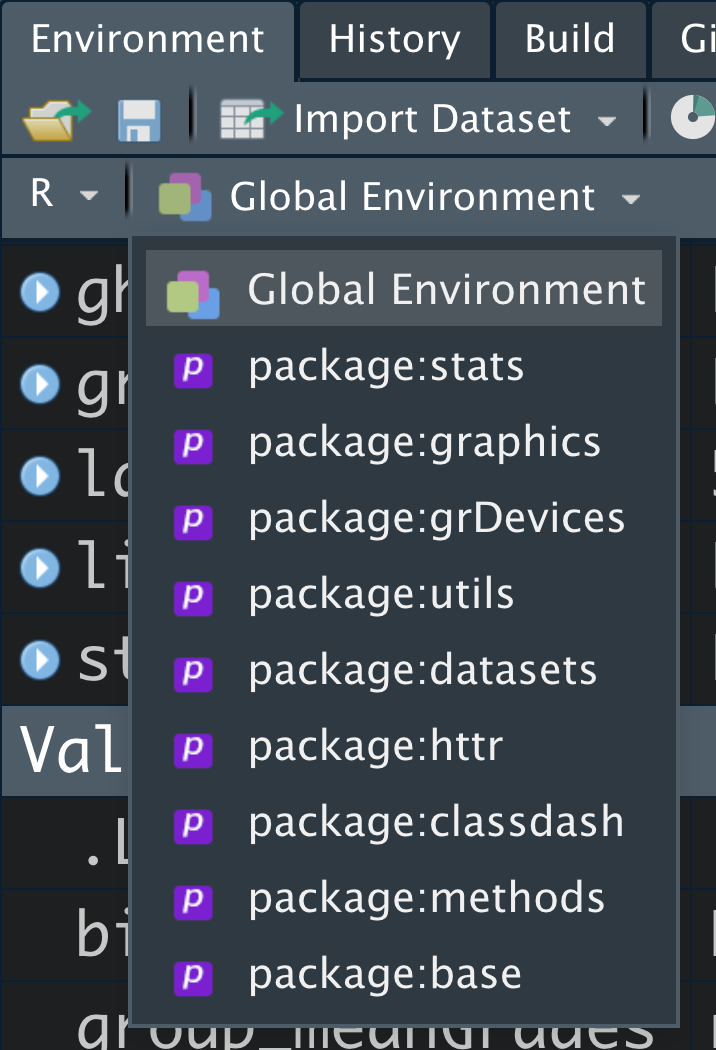 Environment History Build
Import Dataset
R Global Environment
Global Environment
p package:stats
p package:graphics
p package:grDevices
p package:utils
p package:datasets
p package:httr
p package:classdash
p package:methods
p package:base
group_meanGrades